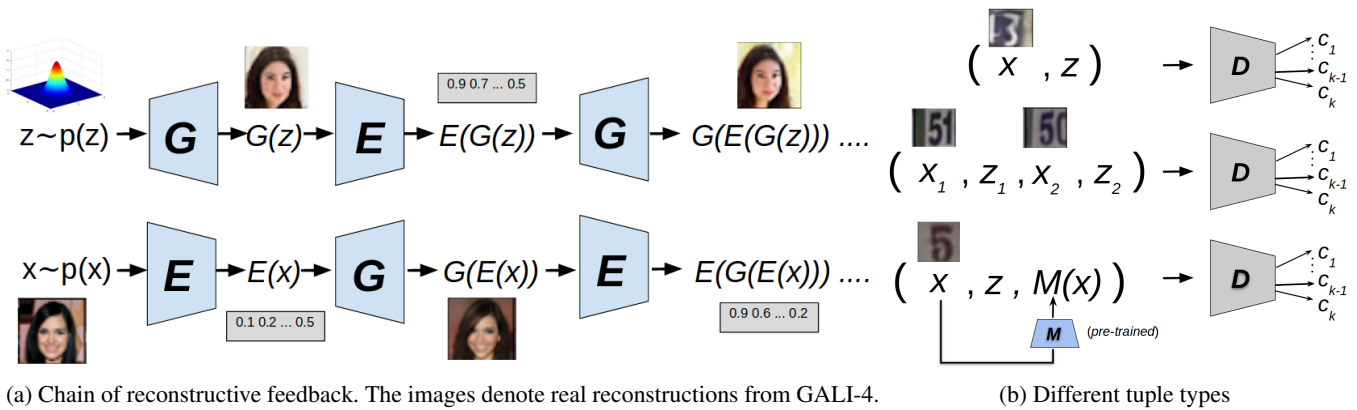 0.9 0.7 ... 0.5
z~p(z) G G(z) E E(G(z)) G G(E(G(z))) ....
x~p(x) E E(x) G G(E(x)) E E(G(E(x))) ....
0.1 0.2 ... 0.5
0.9 0.6 ... 0.2
(a) Chain of reconstructive feedback. The images denote real reconstructions from GALI-4.
3
( x , z ) D c1 ⋮ ck-1 ck
51 50
( x1 , z1 , x2 , z2 ) D c1 ⋮ ck-1 ck
5
( x , z , M(x) ) D c1 ⋮ ck-1 ck
M (pre-trained)
(b) Different tuple types